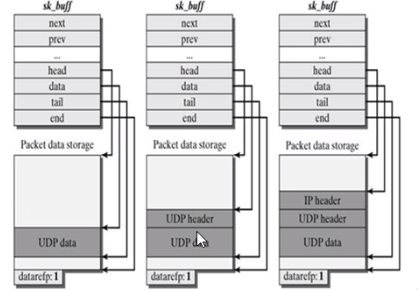 sk_buff
next
prev
...
head
data
tail
end
Packet data storage
UDP data
datarefp: 1
sk_buff
next
prev
...
head
data
tail
end
Packet data storage
UDP header
UDP data
datarefp: 1
sk_buff
next
prev
...
head
data
tail
end
Packet data storage
IP header
UDP header
UDP data
datarefp: 1